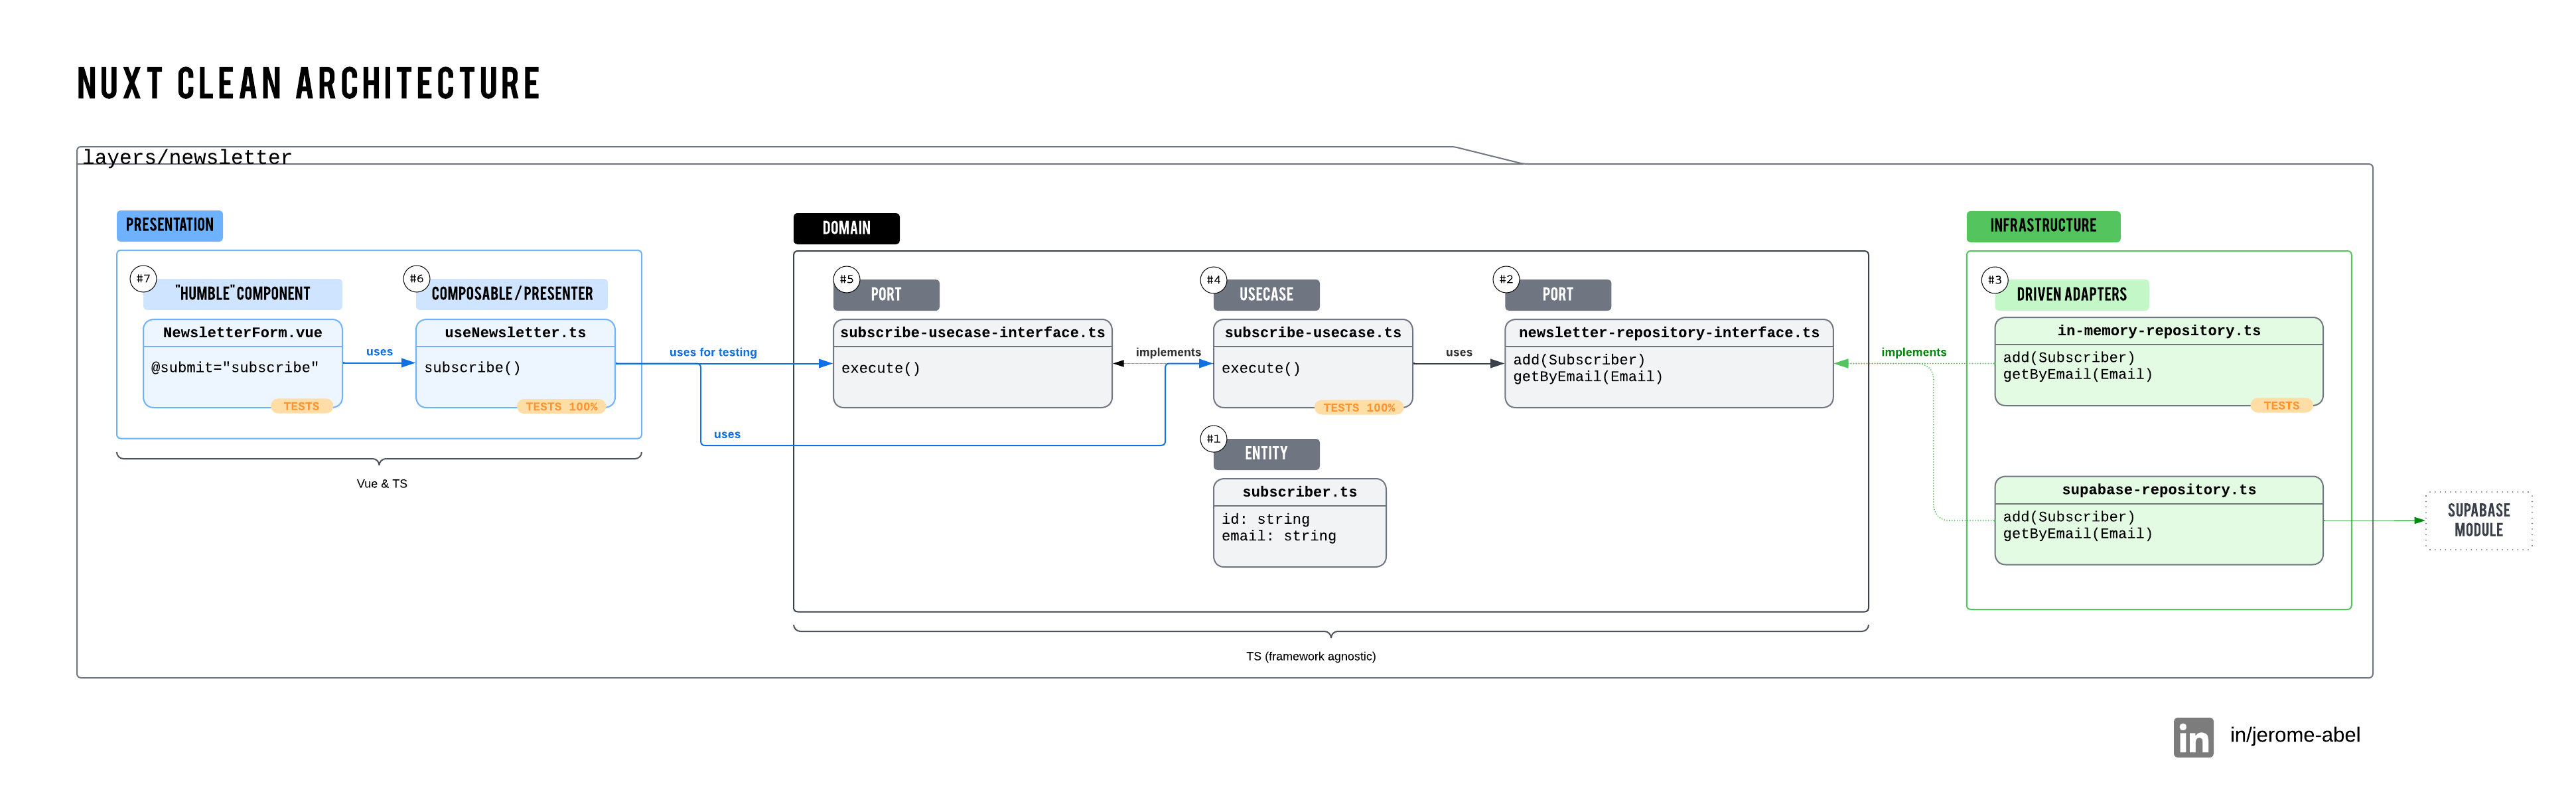 NUXT CLEAN ARCHITECTURE
layers/newsletter
PRESENTATION
#7
"HUMBLE" COMPONENT
NewsletterForm.vue
@submit="subscribe"
TESTS
uses
#6
COMPOSABLE / PRESENTER
useNewsletter.ts
subscribe()
TESTS 100%
Vue & TS
uses for testing
uses
DOMAIN
#5
PORT
subscribe-usecase-interface.ts
execute()
implements
#4
USECASE
subscribe-usecase.ts
execute()
TESTS 100%
uses
#2
PORT
newsletter-repository-interface.ts
add(Subscriber)
getByEmail(Email)
#1
ENTITY
subscriber.ts
id: string
email: string
TS (framework agnostic)
implements
INFRASTRUCTURE
#3
DRIVEN ADAPTERS
in-memory-repository.ts
add(Subscriber)
getByEmail(Email)
TESTS
supabase-repository.ts
add(Subscriber)
getByEmail(Email)
SUPABASE
MODULE
in
in/jerome-abel